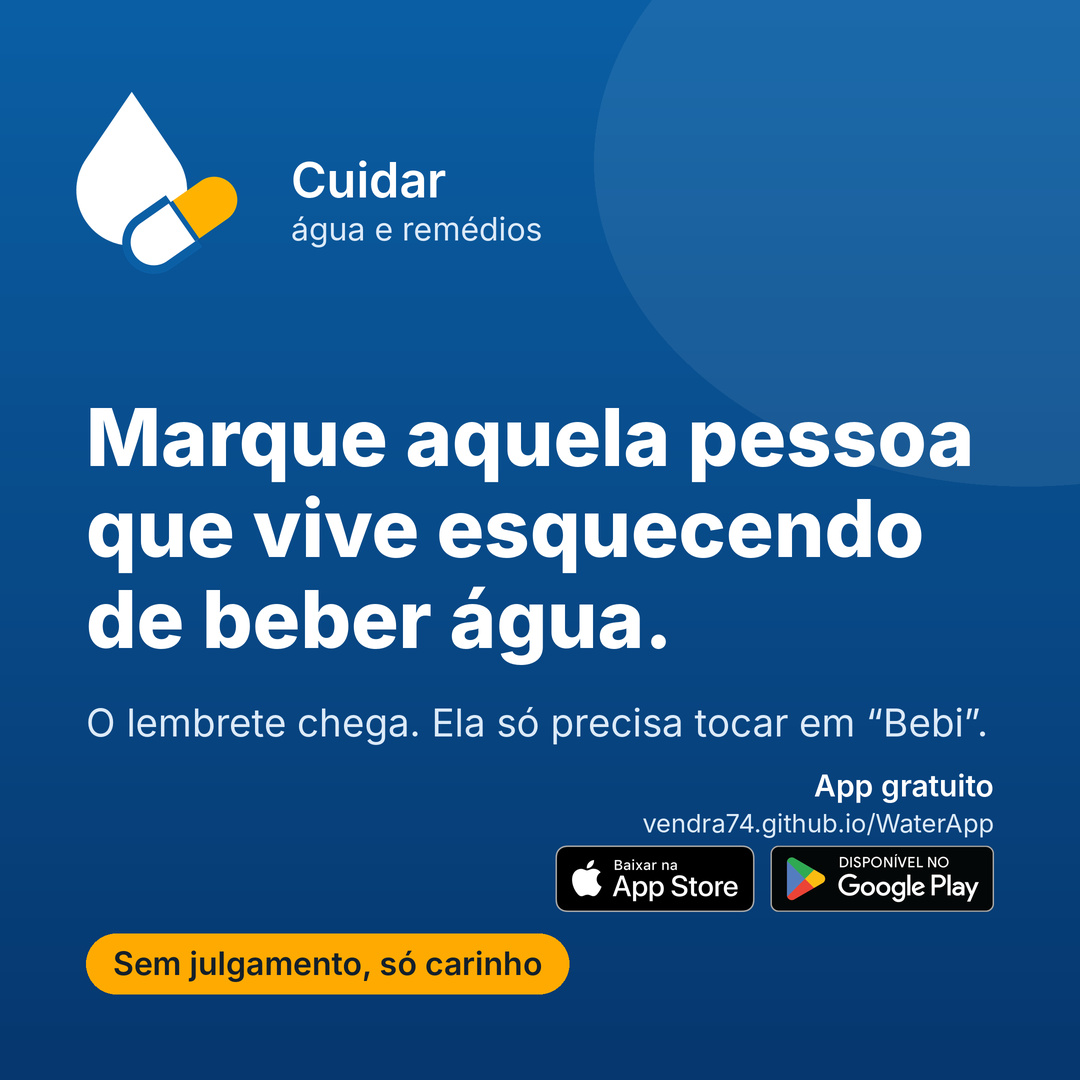 Cuidar
água e remédios
Marque aquela pessoa
que vive esquecendo
de beber água.
O lembrete chega. Ela só precisa tocar em “Bebi”.
App gratuito
vendra74.github.io/WaterApp
Baixar na
App Store
DISPONÍVEL NO
Google Play
Sem julgamento, só carinho